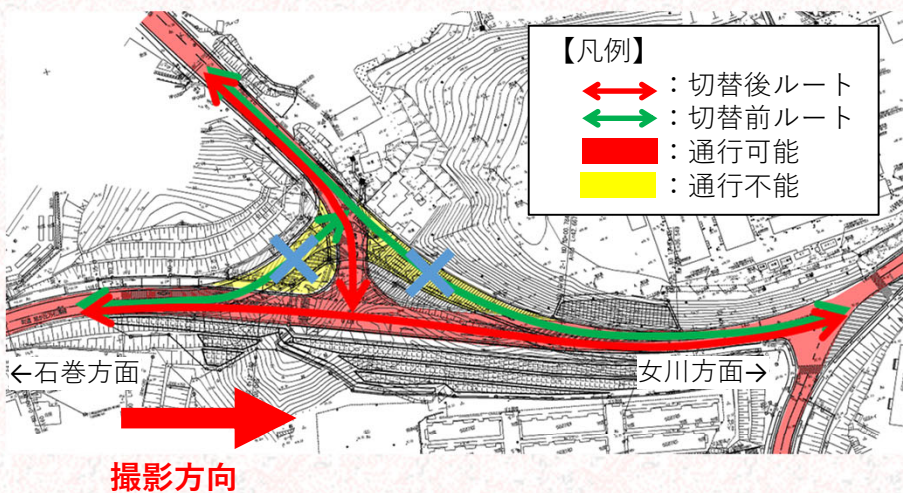 【凡例】
：切替後ルート
：切替前ルート
：通行可能
：通行不能
←石巻方面
女川方面→
撮影方向